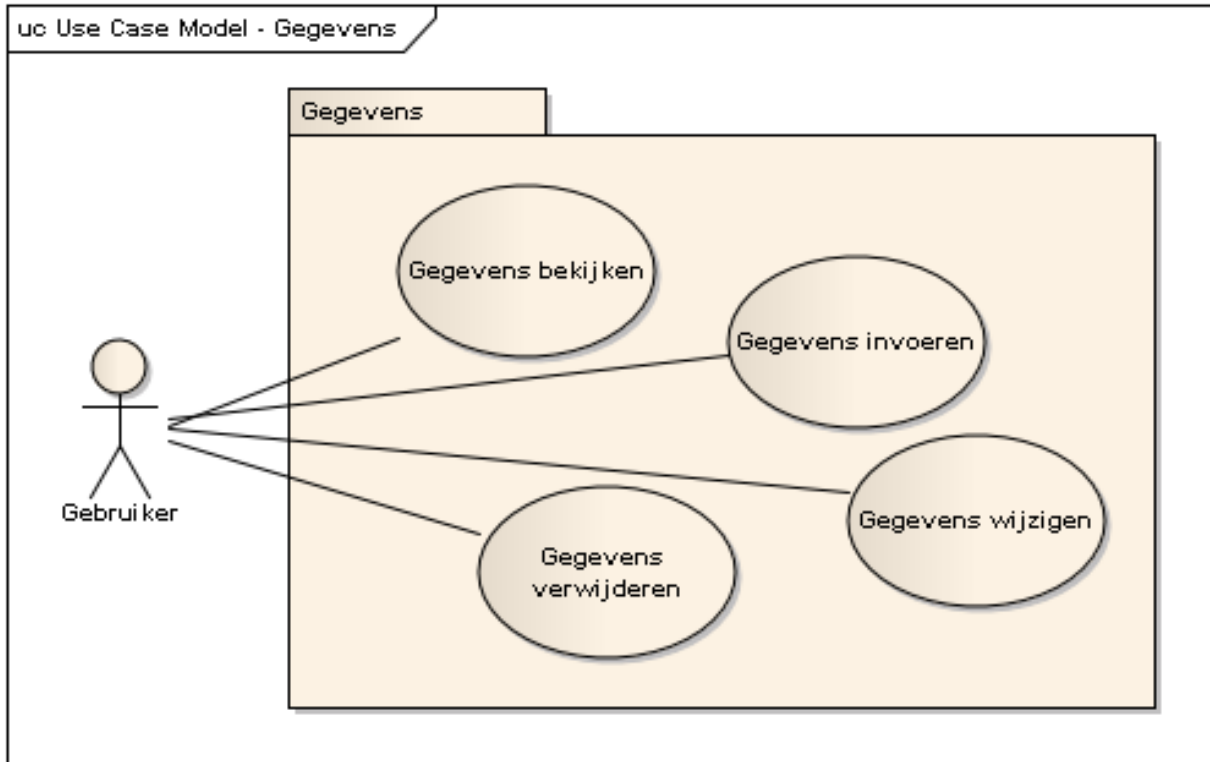 uc Use Case Model - Gegevens
Gegevens
Gegevens bekijken
Gegevens invoeren
Gebruiker
Gegevens wijzigen
Gegevens
verwijderen